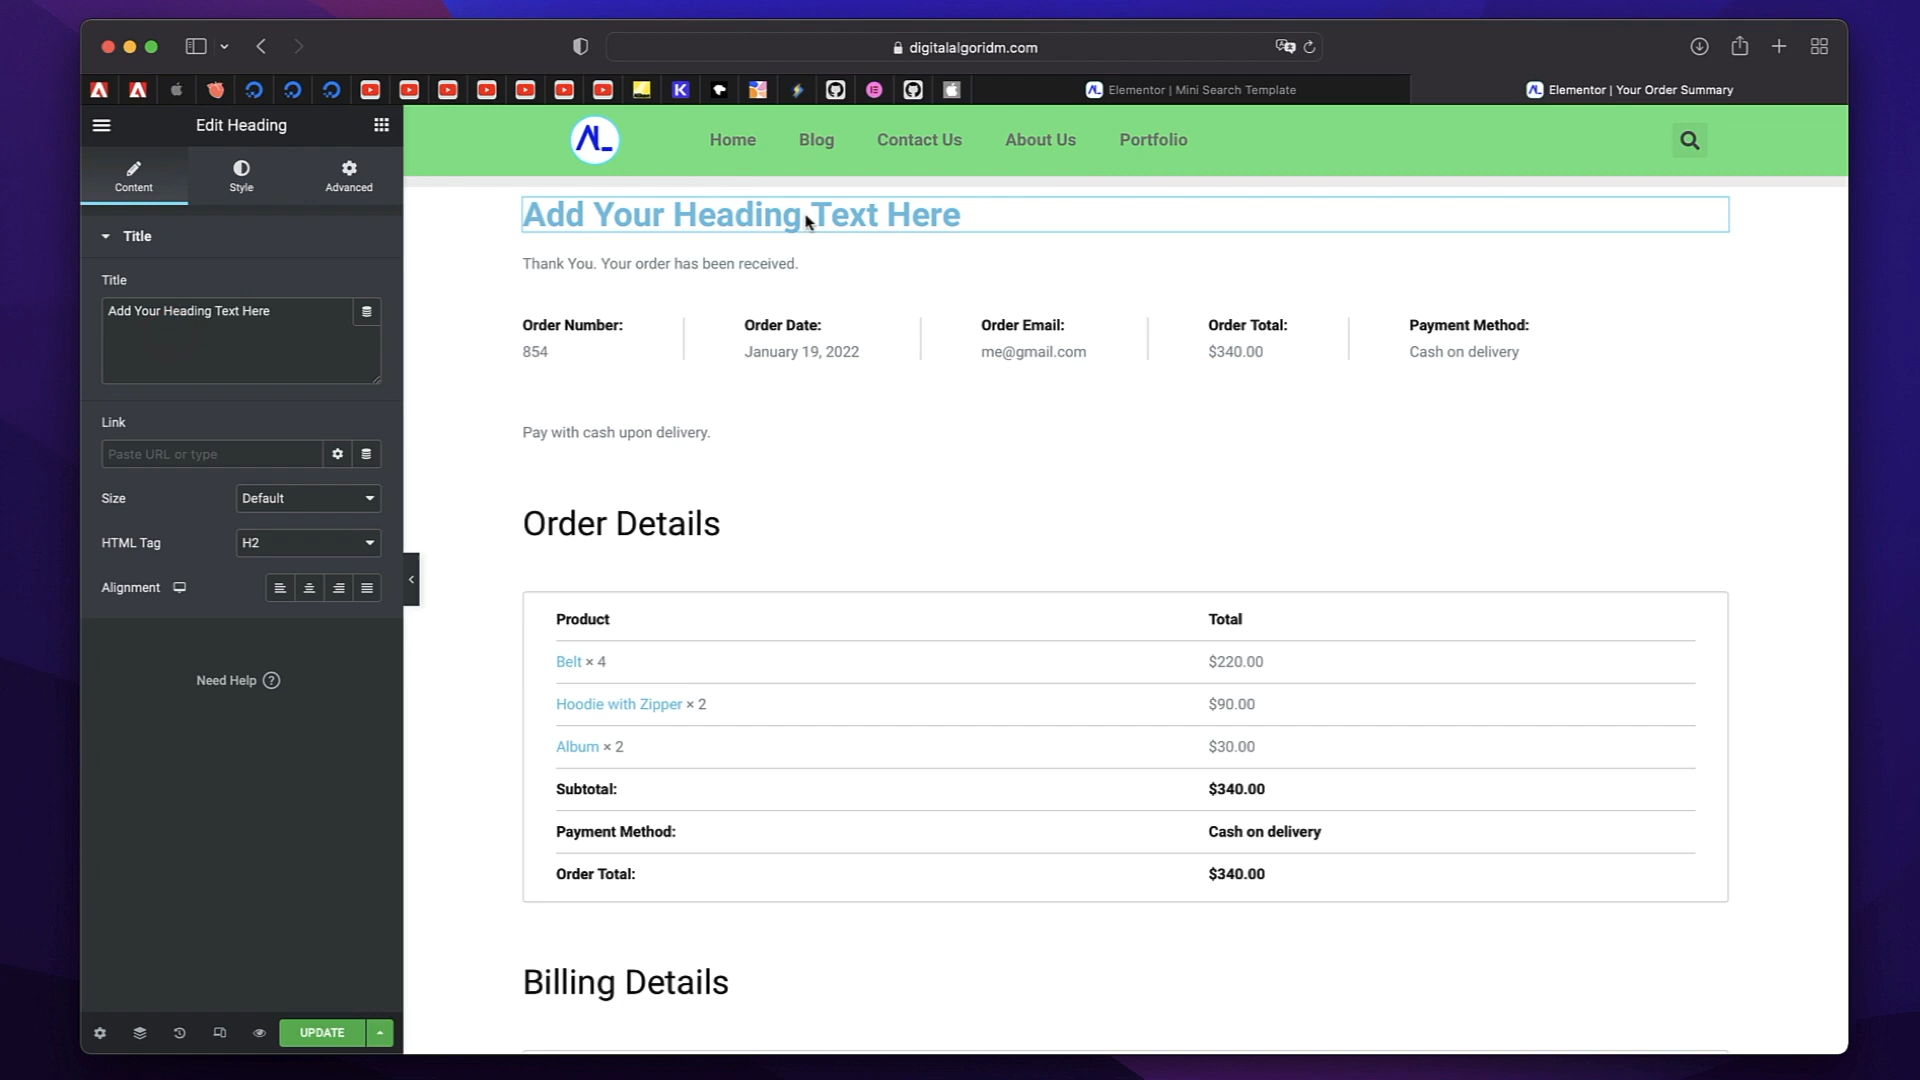 digitalalgoridm.com
Elementor | Mini Search Template
Elementor | Your Order Summary
Edit Heading
Content
Style
Advanced
Title
Title
Add Your Heading Text Here
Link
Paste URL or type
Size
Default
HTML Tag
H2
Alignment
Need Help
UPDATE
AL_
Home
Blog
Contact Us
About Us
Portfolio
Add Your Heading Text Here
Thank You. Your order has been received.
Order Number:
854
Order Date:
January 19, 2022
Order Email:
me@gmail.com
Order Total:
$340.00
Payment Method:
Cash on delivery
Pay with cash upon delivery.
Order Details
Product Total
Belt × 4 $220.00
Hoodie with Zipper × 2 $90.00
Album × 2 $30.00
Subtotal: $340.00
Payment Method: Cash on delivery
Order Total: $340.00
Billing Details